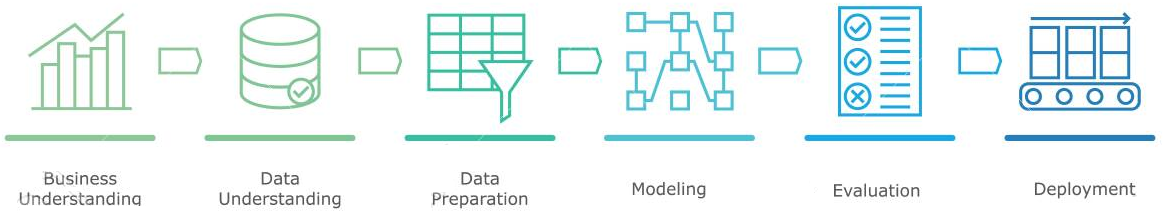 Business
Understanding
Data
Understanding
Data
Preparation
Modeling
Evaluation
Deployment